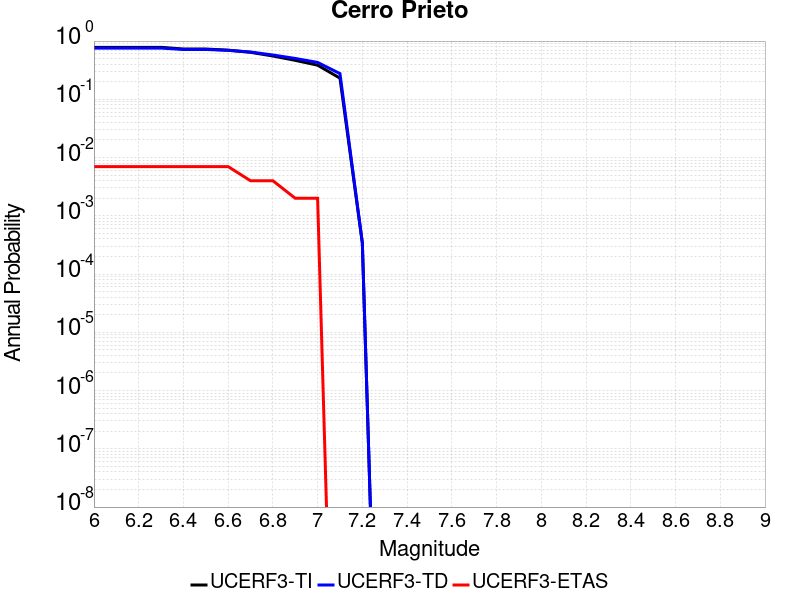 Cerro Prieto
10^0
10^-1
10^-2
10^-3
10^-4
10^-5
10^-6
10^-7
10^-8
Annual Probability
6 6.2 6.4 6.6 6.8 7 7.2 7.4 7.6 7.8 8 8.2 8.4 8.6 8.8 9
Magnitude
UCERF3-TI UCERF3-TD UCERF3-ETAS